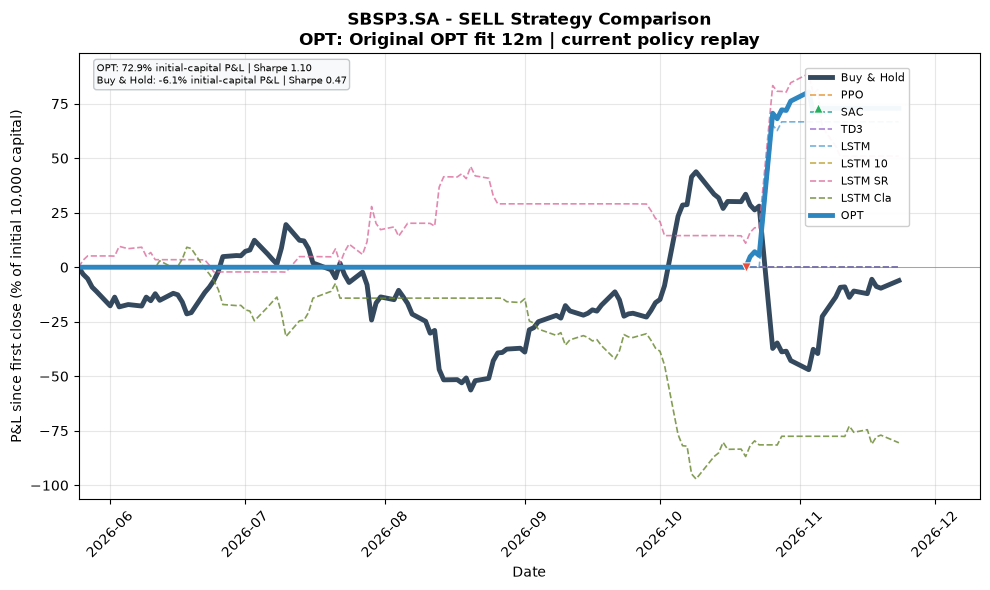 SBSP3.SA - SELL Strategy Comparison
OPT: Original OPT fit 12m | current policy replay
OPT: 72.9% initial-capital P&L | Sharpe 1.10
Buy & Hold: -6.1% initial-capital P&L | Sharpe 0.47
Buy & Hold
PPO
SAC
TD3
LSTM
LSTM 10
LSTM SR
LSTM Cla
OPT
P&L since first close (% of initial 10,000 capital)
75
50
25
0
−25
−50
−75
−100
2026-06
2026-07
2026-08
2026-09
2026-10
2026-11
2026-12
Date